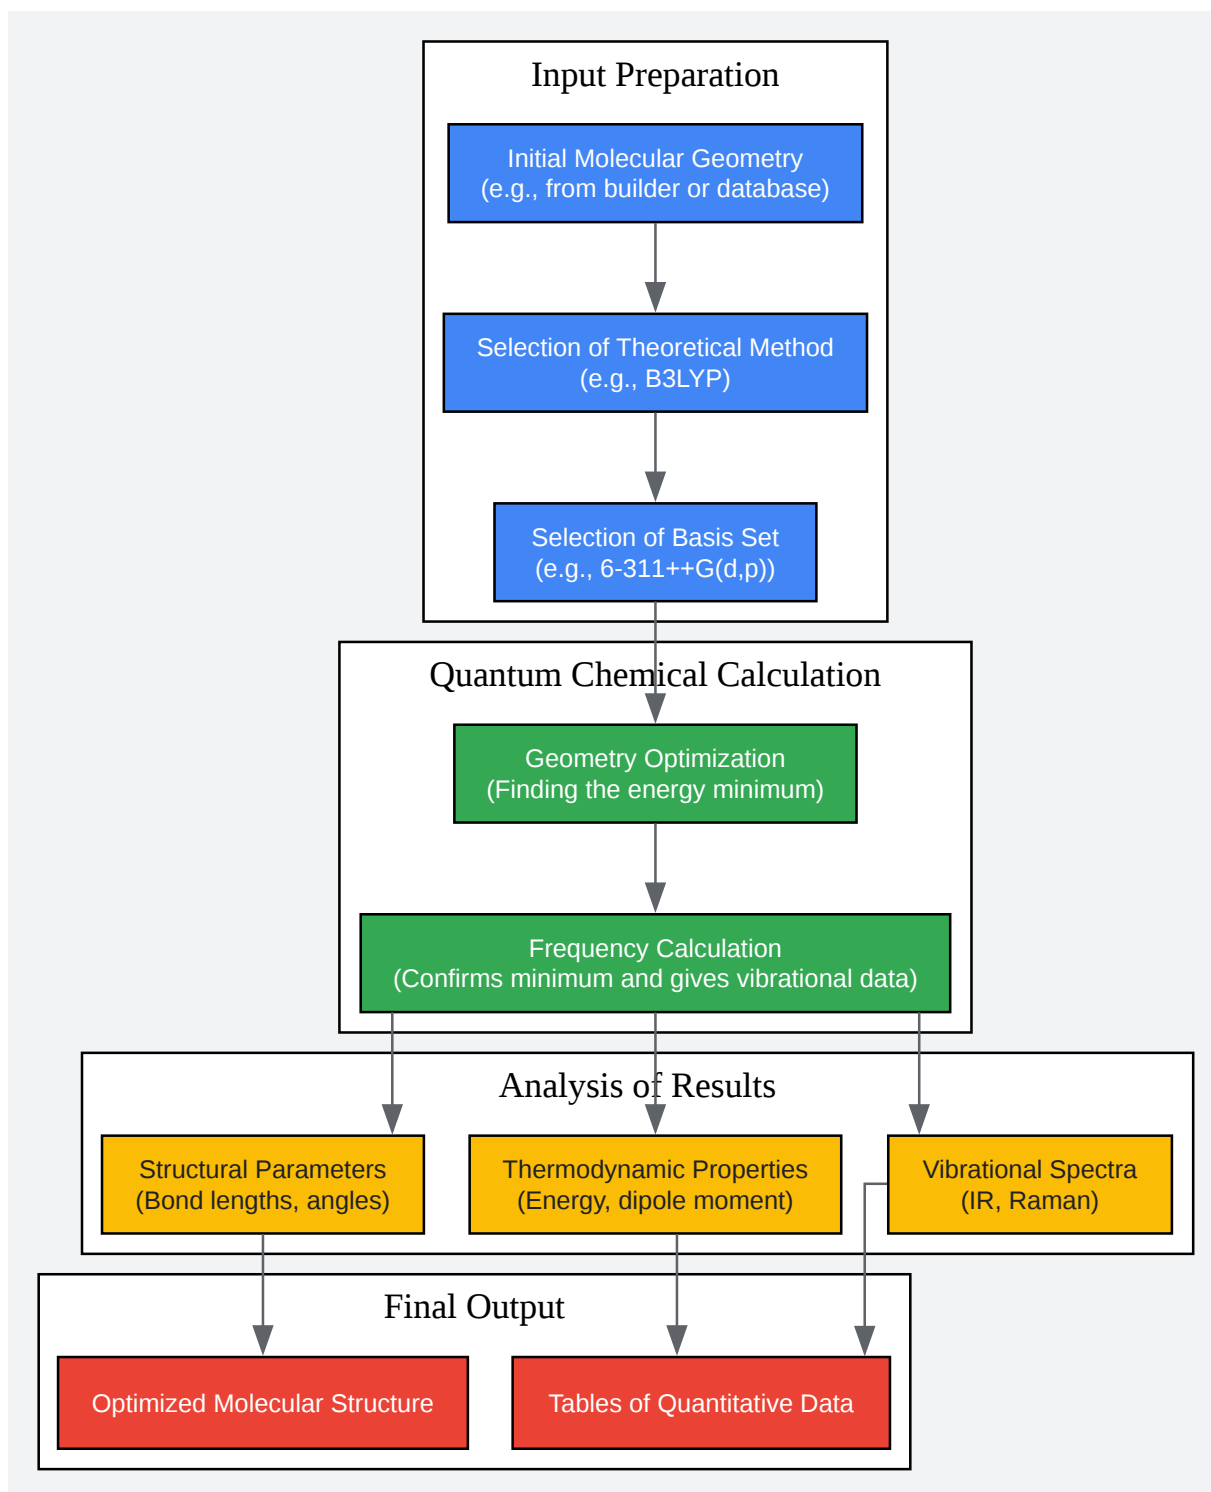 Input Preparation
Initial Molecular Geometry
(e.g., from builder or database)
Selection of Theoretical Method
(e.g., B3LYP)
Selection of Basis Set
(e.g., 6-311++G(d,p))
Quantum Chemical Calculation
Geometry Optimization
(Finding the energy minimum)
Frequency Calculation
(Confirms minimum and gives vibrational data)
Analysis of Results
Structural Parameters
(Bond lengths, angles)
Thermodynamic Properties
(Energy, dipole moment)
Vibrational Spectra
(IR, Raman)
Final Output
Optimized Molecular Structure
Tables of Quantitative Data